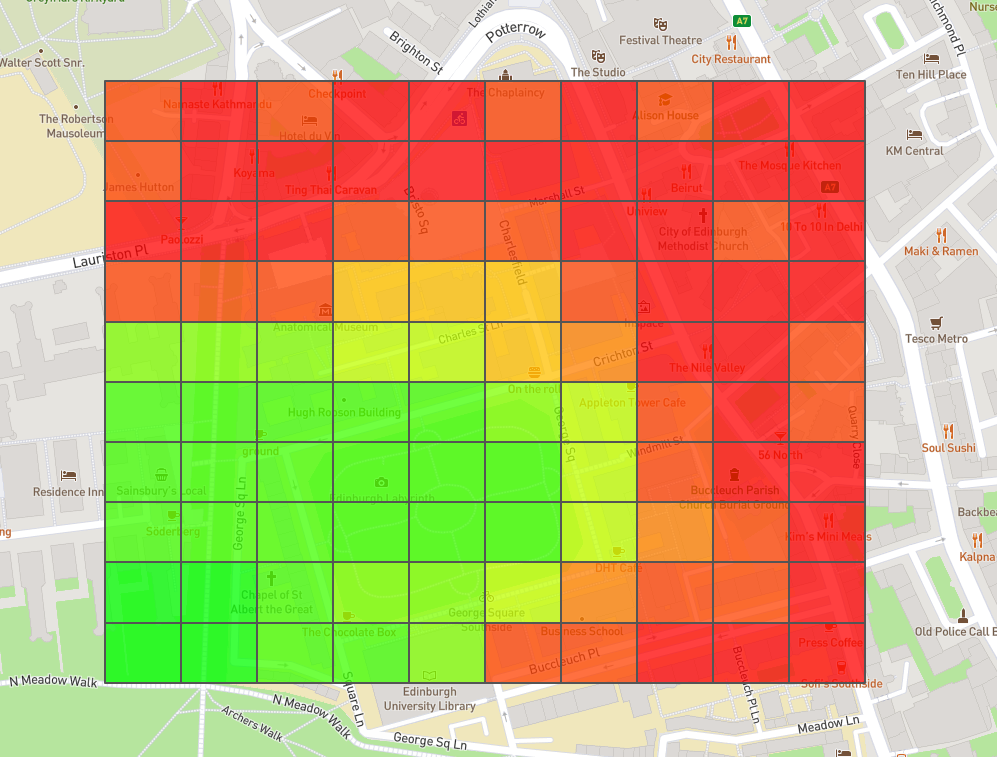 Greyfriars Kirkyard
Lothian
Potterrow
Brighton St
Festival Theatre
A7
City Restaurant
Richmond Pl
Nurse
Walter Scott Snr.
The Studio
Ten Hill Place
The Robertson
Mausoleum
Namaste Kathmandu
Checkpoint
The Chaplaincy
Hotel du Vin
Alison House
KM Central
James Hutton
Koyama
Ting Thai Caravan
Bristo Sq
Marshall St
Beirut
The Mosque Kitchen
A7
Lauriston Pl
Paolozzi
Charlesfield
Uniview
City of Edinburgh
Methodist Church
10 To 10 In Delhi
Maki & Ramen
Anatomical Museum
Charles St Ln
Inspace
Crichton St
The Nile Valley
Tesco Metro
On the roll
Hugh Robson Building
Appleton Tower Cafe
George Sq
Windmill St
Quarry Close
ground
56 North
Soul Sushi
Residence Inn
Sainsbury's Local
Edinburgh Labyrinth
Buccleuch Parish
Church Burial Ground
George Sq Ln
Söderberg
Kim's Mini Meals
Backbea
ng
Kalpna
DHT Cafe
Chapel of St
Albert the Great
George Square
Southside
The Chocolate Box
Business School
Press Coffee
Old Police Call B
Buccleuch Pl
Buccleuch Pl Ln
Sofi's Southside
N Meadow Walk
Edinburgh
University Library
Square Ln
N Meadow Walk
Archers Walk
George Sq Ln
Meadow Ln